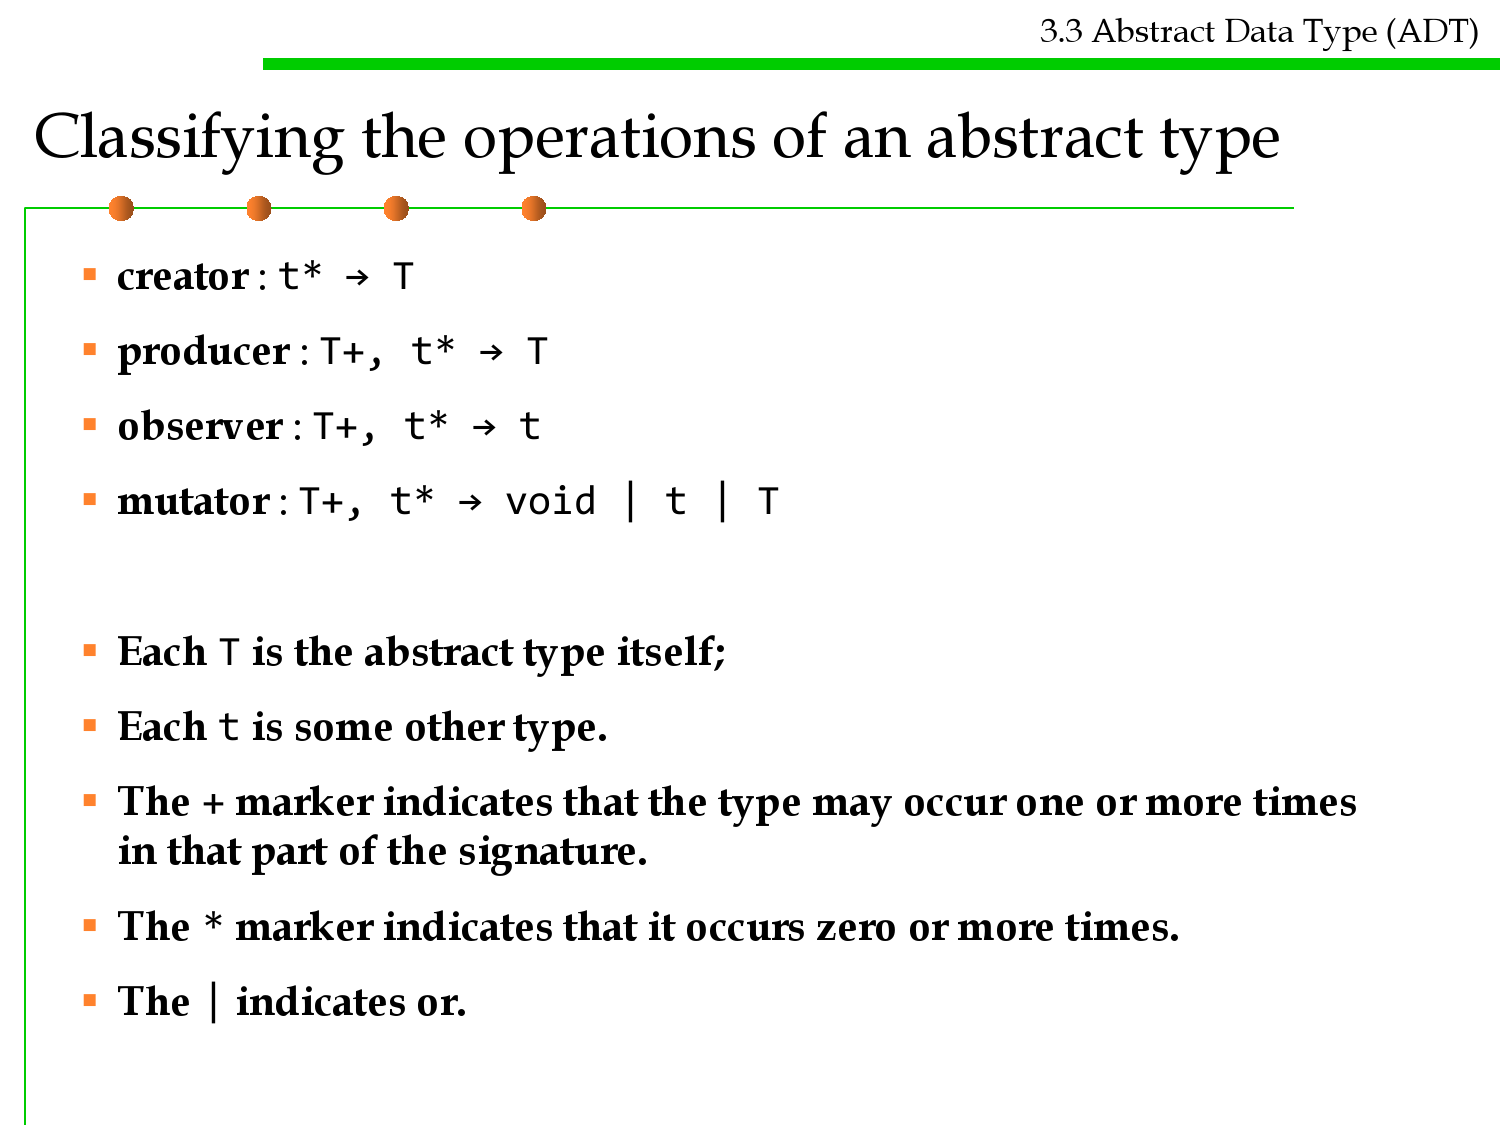 3.3 Abstract Data Type (ADT)
Classifying the operations of an abstract type
▪ creator : t* → T
▪ producer : T+, t* → T
▪ observer : T+, t* → t
▪ mutator : T+, t* → void | t | T
▪ Each T is the abstract type itself;
▪ Each t is some other type.
▪ The + marker indicates that the type may occur one or more times
in that part of the signature.
▪ The * marker indicates that it occurs zero or more times.
▪ The | indicates or.